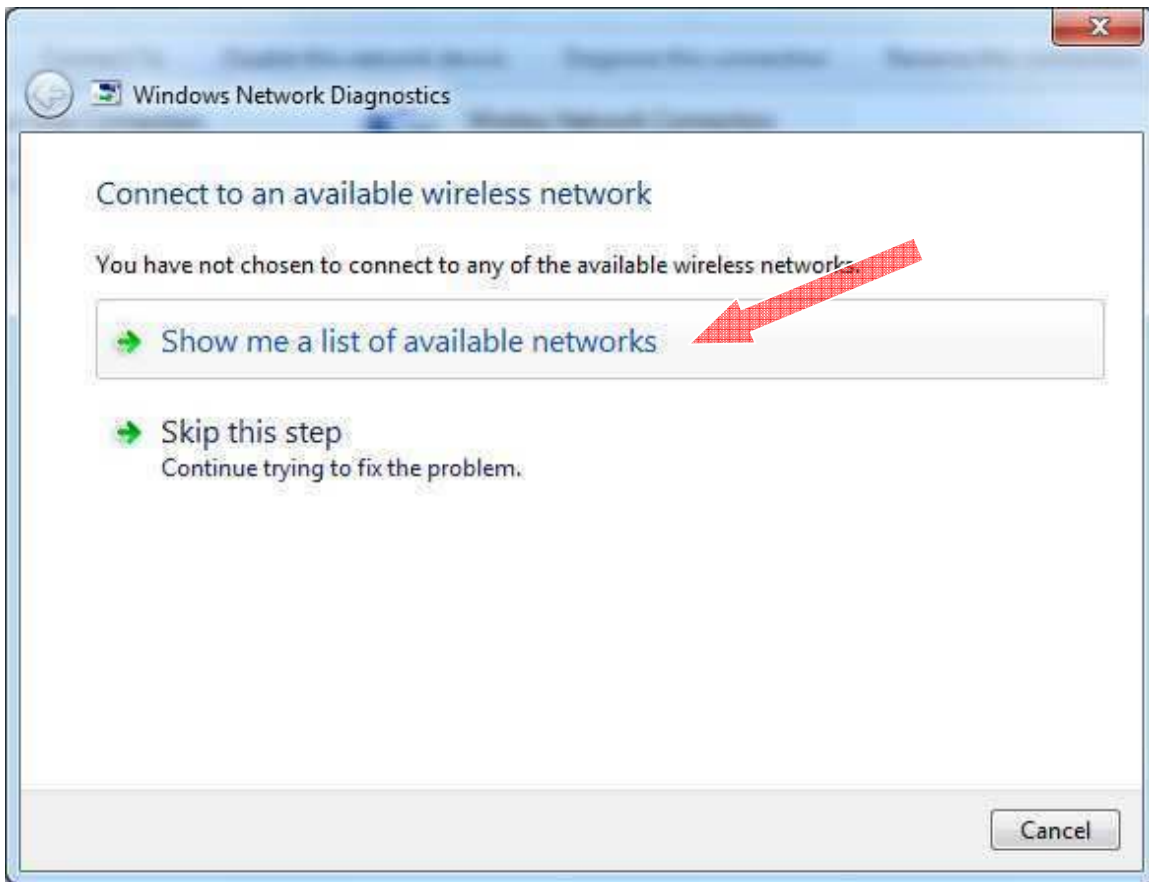 Windows Network Diagnostics
Connect to an available wireless network
You have not chosen to connect to any of the available wireless networks.
Show me a list of available networks
Skip this step
Continue trying to fix the problem.
Cancel